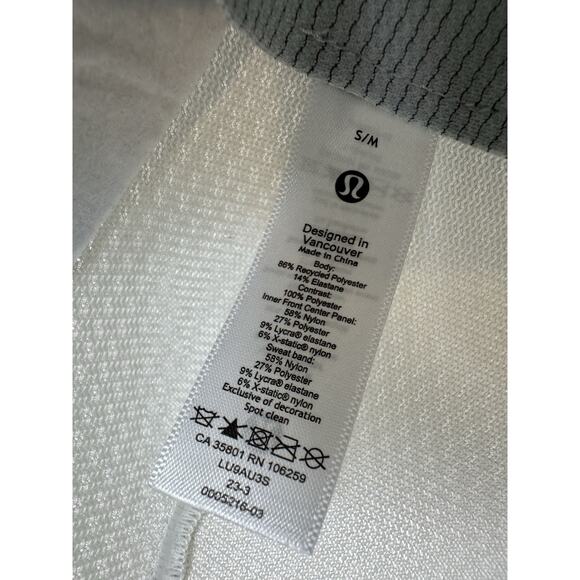 S/M
Designed in
Vancouver
Made in China
Body:
86% Recycled Polyester
14% Elastane
Contrast:
100% Polyester
Inner Front Center Panel:
58% Nylon
27% Polyester
9% Lycra® elastane
6% X-static® nylon
Sweat band:
58% Nylon
27% Polyester
9% Lycra® elastane
6% X-static® nylon
Exclusive of decoration
Spot clean
CA 35801 RN 106259
LU9AU3S
23-3
0005216-03